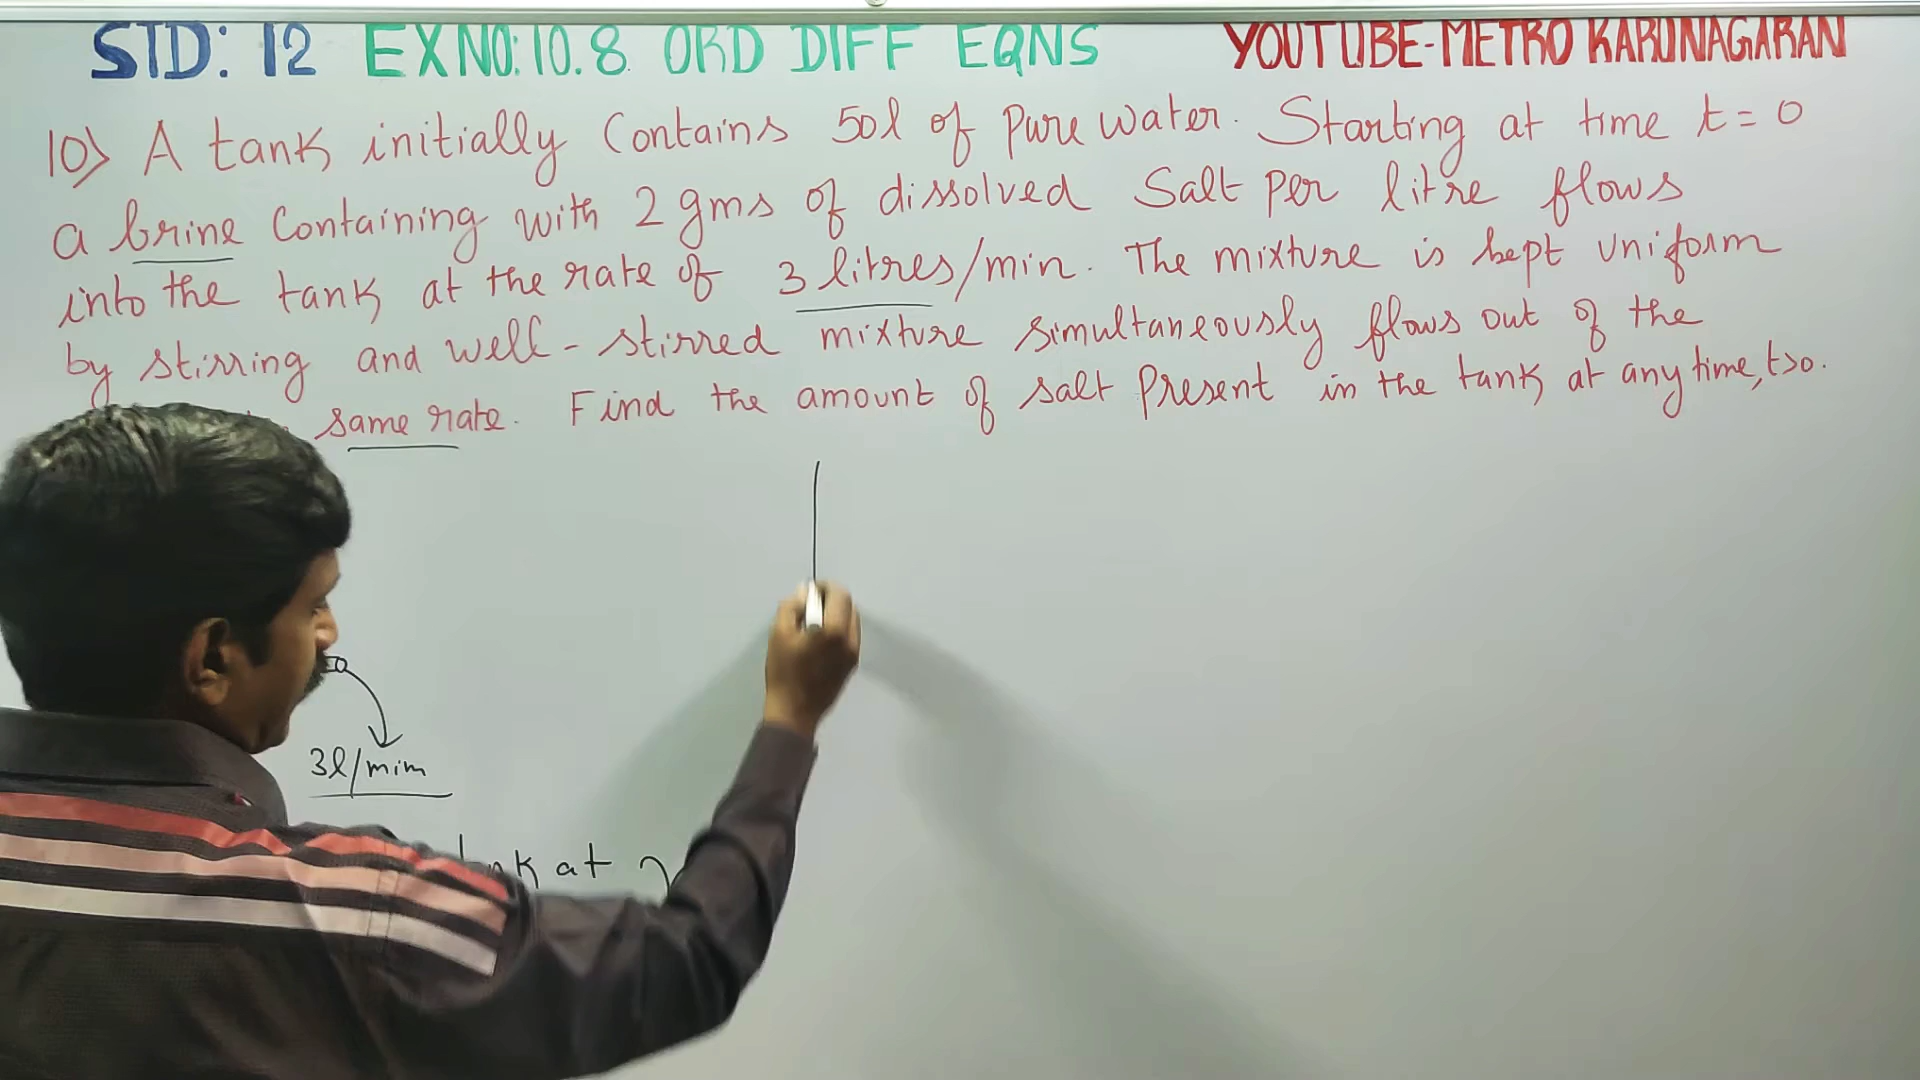 STD: 12 EX NO: 10.8 ORD DIFF EQNS YOUTUBE-METRO KARUNAGARAN
10) A tank initially Contains 50l of Pure water. Starting at time t = 0
a brine Containing with 2 gms of dissolved Salt per litre flows
into the tank at the rate of 3 litres/min. The mixture is kept uniform
by stirring and well-stirred mixture simultaneously flows out of the
same rate. Find the amount of salt Present in the tank at any time, t>0.
3l/min
at